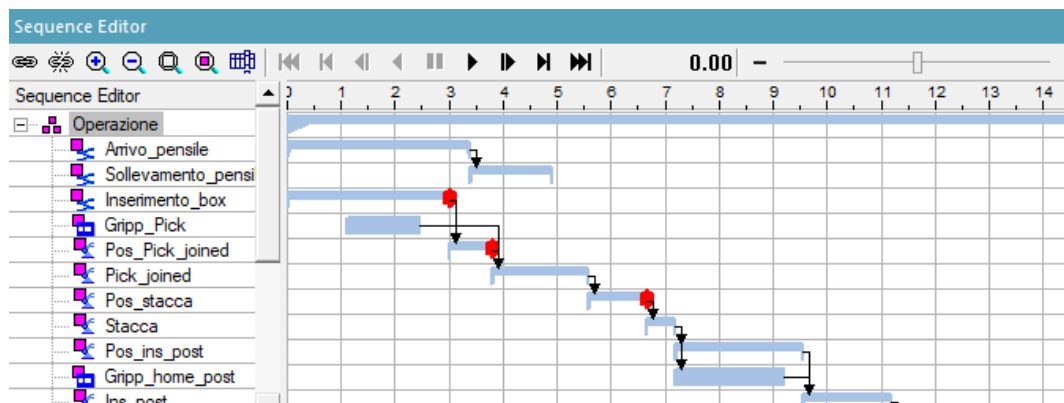 Sequence Editor
0.00
Sequence Editor
1 2 3 4 5 6 7 8 9 10 11 12 13 14
Operazione
Arrivo_pensile
Sollevamento_pensi
Inserimento_box
Gripp_Pick
Pos_Pick_joined
Pick_joined
Pos_stacca
Stacca
Pos_ins_post
Gripp_home_post
Ins_post